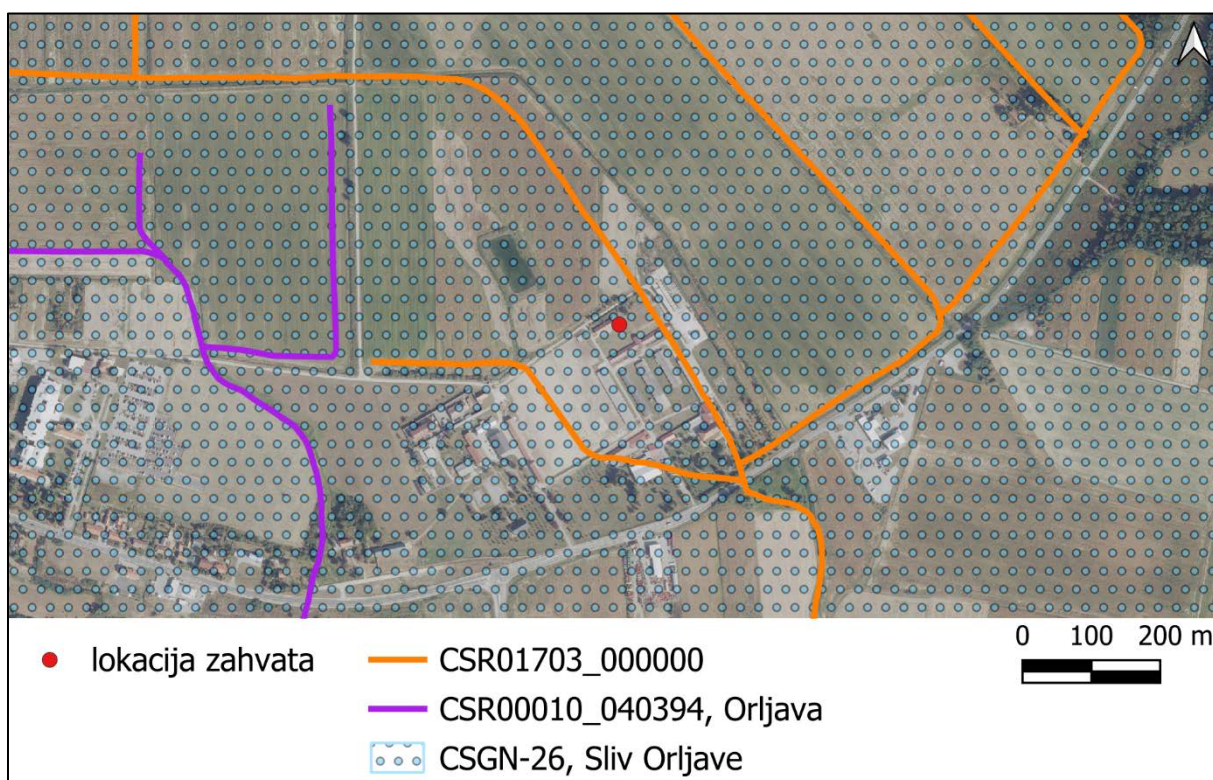 lokacija zahvata
CSR01703_000000
CSR00010_040394, Orljava
CSGN-26, Sliv Orljave
0 100 200 m